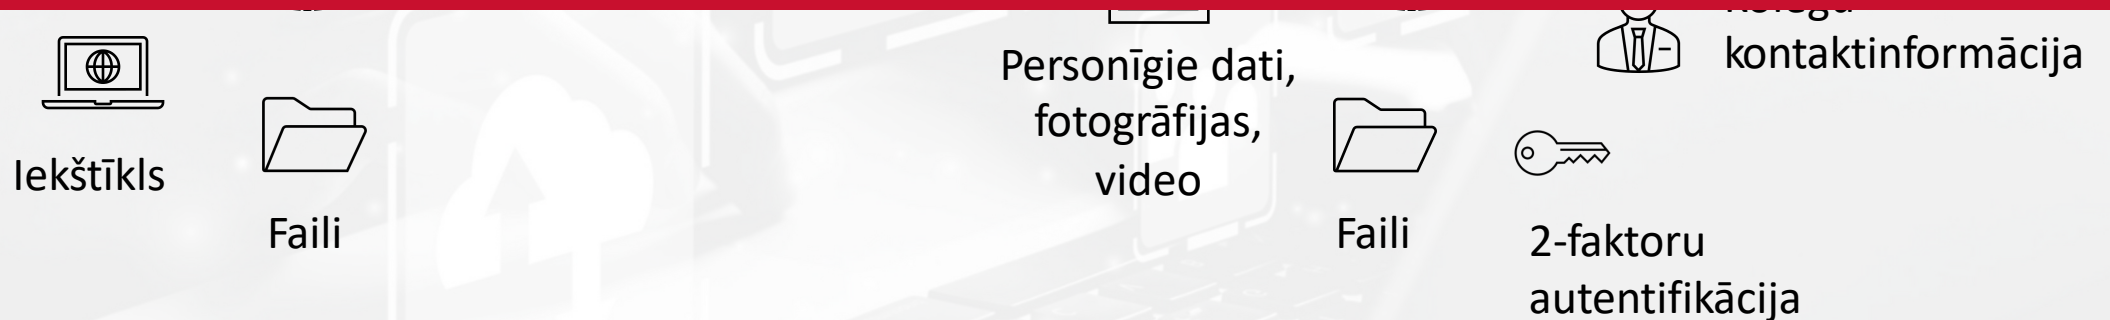 kontaktinformācija
Personīgie dati,
fotogrāfijas,
video
Iekštīkls
Faili
Faili
2-faktoru
autentifikācija